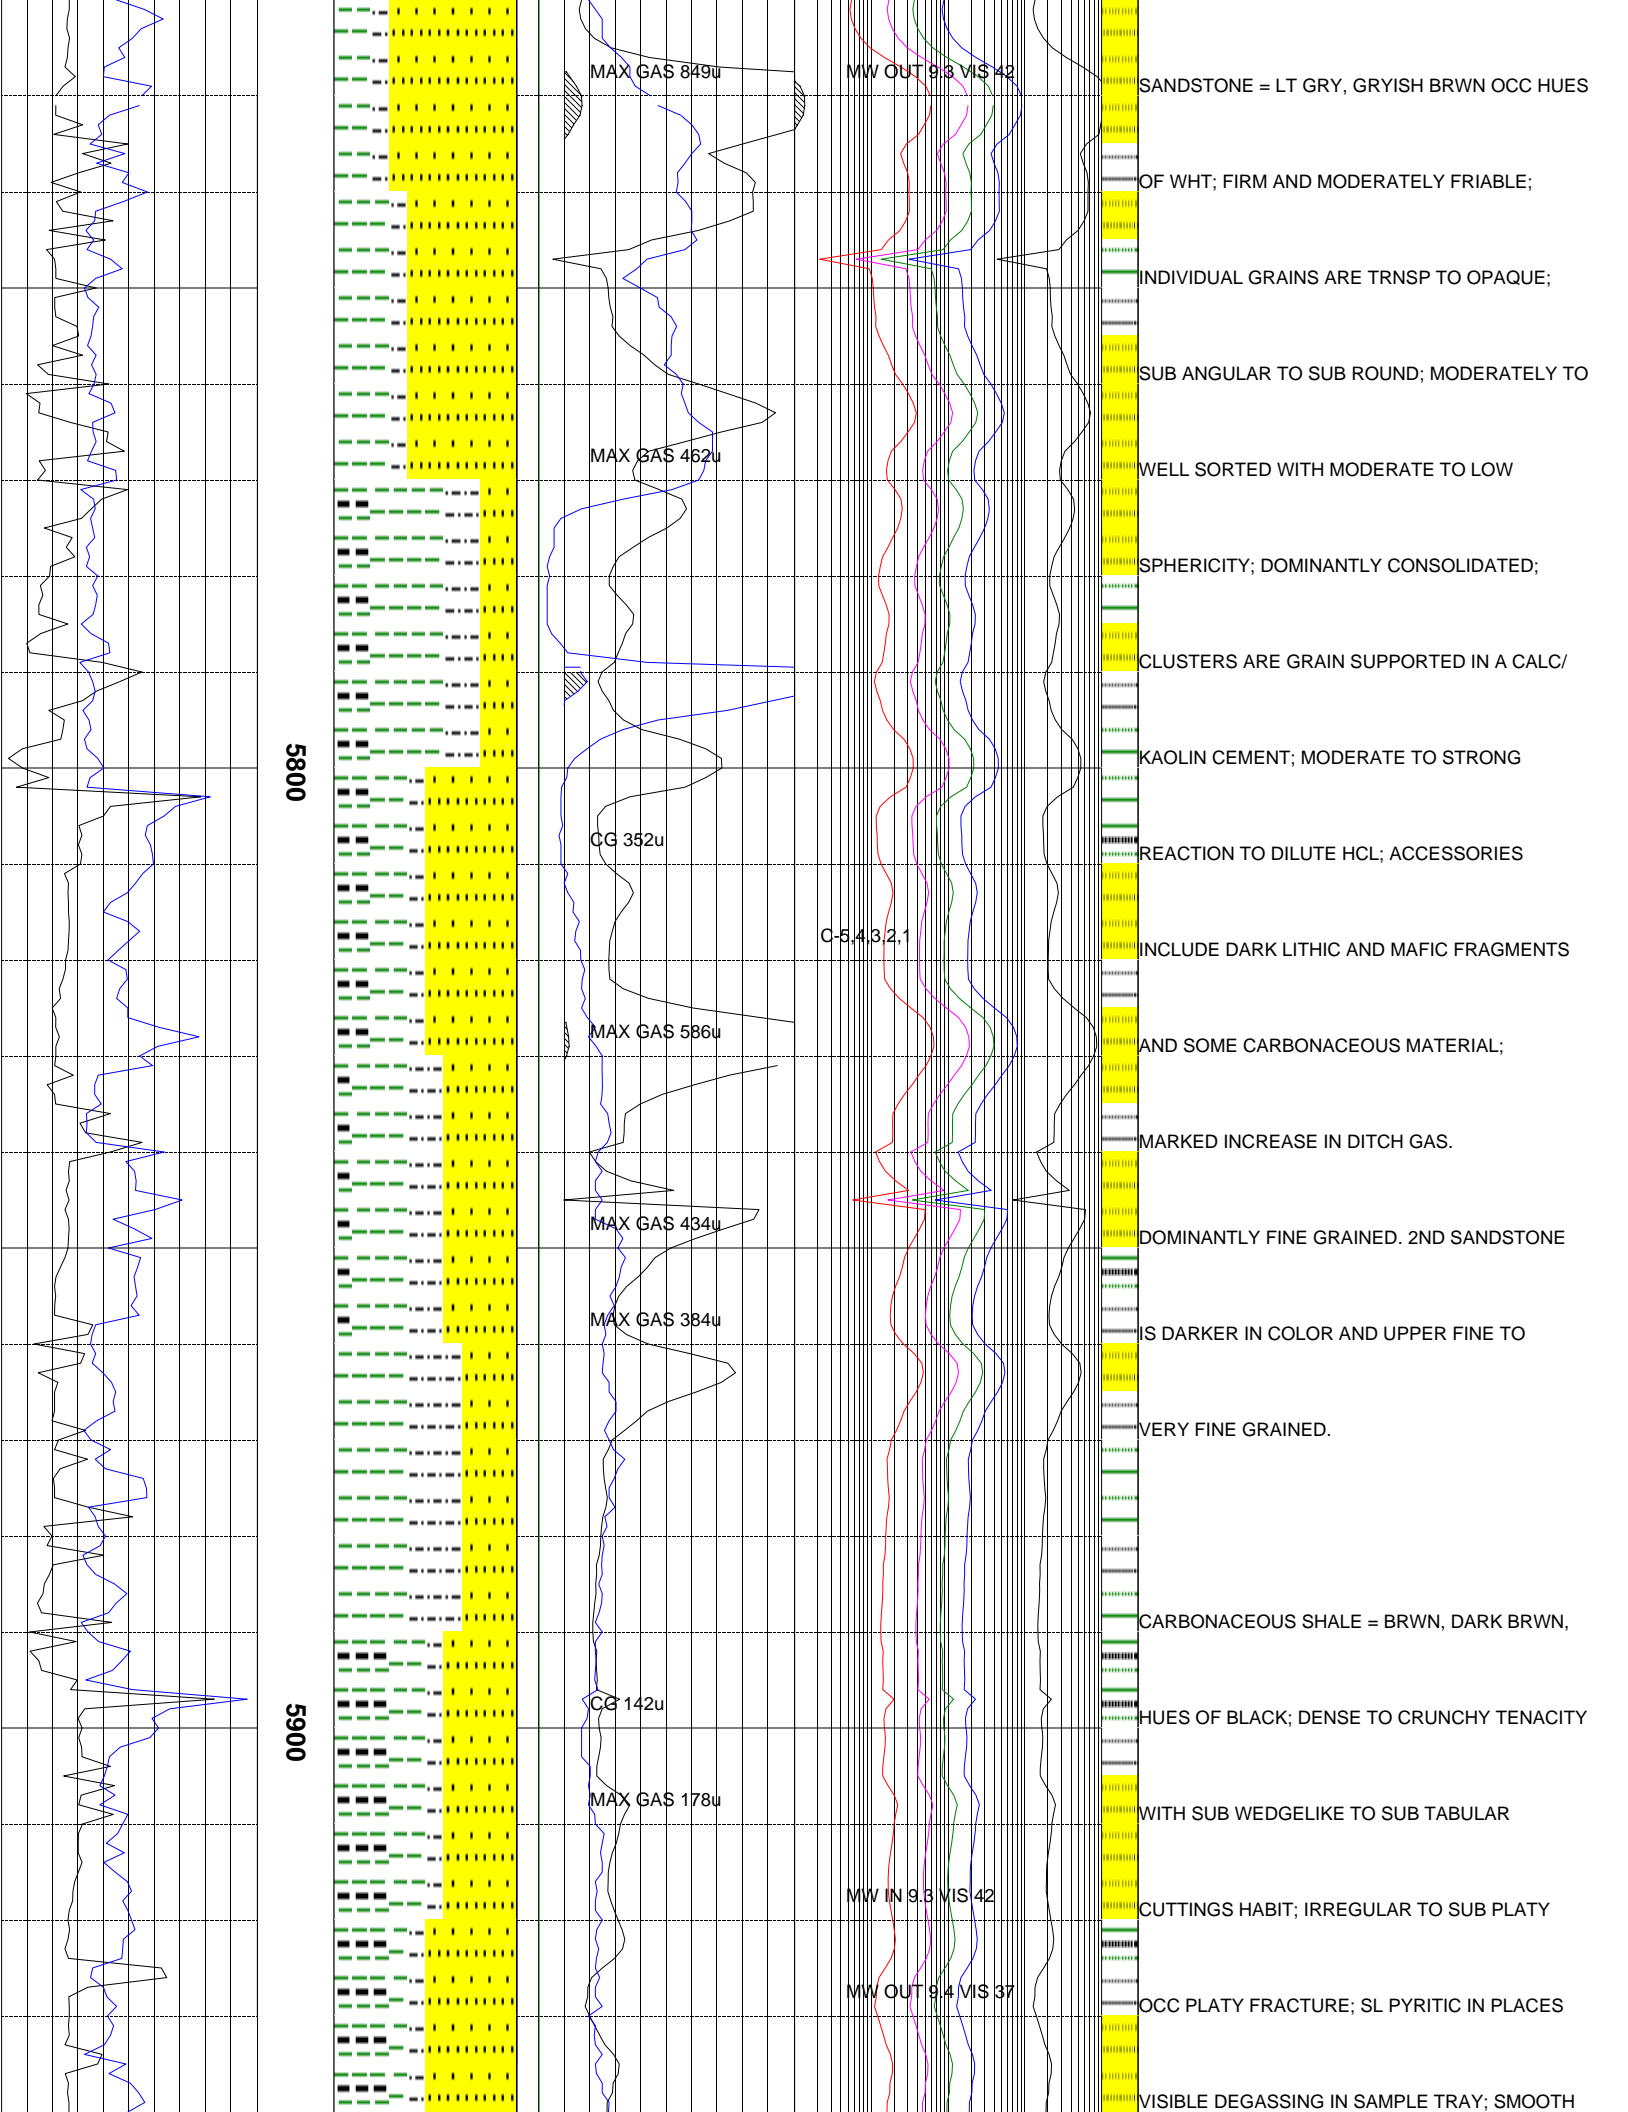 MAX GAS 849u
MW OUT 9.3 VIS 42
SANDSTONE = LT GRY, GRYISH BRWN OCC HUES
OF WHT; FIRM AND MODERATELY FRIABLE;
INDIVIDUAL GRAINS ARE TRNSP TO OPAQUE;
SUB ANGULAR TO SUB ROUND; MODERATELY TO
MAX GAS 462u
WELL SORTED WITH MODERATE TO LOW
SPHERICITY; DOMINANTLY CONSOLIDATED;
CLUSTERS ARE GRAIN SUPPORTED IN A CALC/
5800
KAOLIN CEMENT; MODERATE TO STRONG
CG 352u
REACTION TO DILUTE HCL; ACCESSORIES
C-5,4,3,2,1
INCLUDE DARK LITHIC AND MAFIC FRAGMENTS
MAX GAS 586u
AND SOME CARBONACEOUS MATERIAL;
MARKED INCREASE IN DITCH GAS.
MAX GAS 434u
DOMINANTLY FINE GRAINED. 2ND SANDSTONE
MAX GAS 384u
IS DARKER IN COLOR AND UPPER FINE TO
VERY FINE GRAINED.
CARBONACEOUS SHALE = BRWN, DARK BRWN,
5900
CG 142u
HUES OF BLACK; DENSE TO CRUNCHY TENACITY
MAX GAS 178u
WITH SUB WEDGELIKE TO SUB TABULAR
MW IN 9.3 VIS 42
CUTTINGS HABIT; IRREGULAR TO SUB PLATY
MW OUT 9.4 VIS 37
OCC PLATY FRACTURE; SL PYRITIC IN PLACES
VISIBLE DEGASSING IN SAMPLE TRAY; SMOOTH